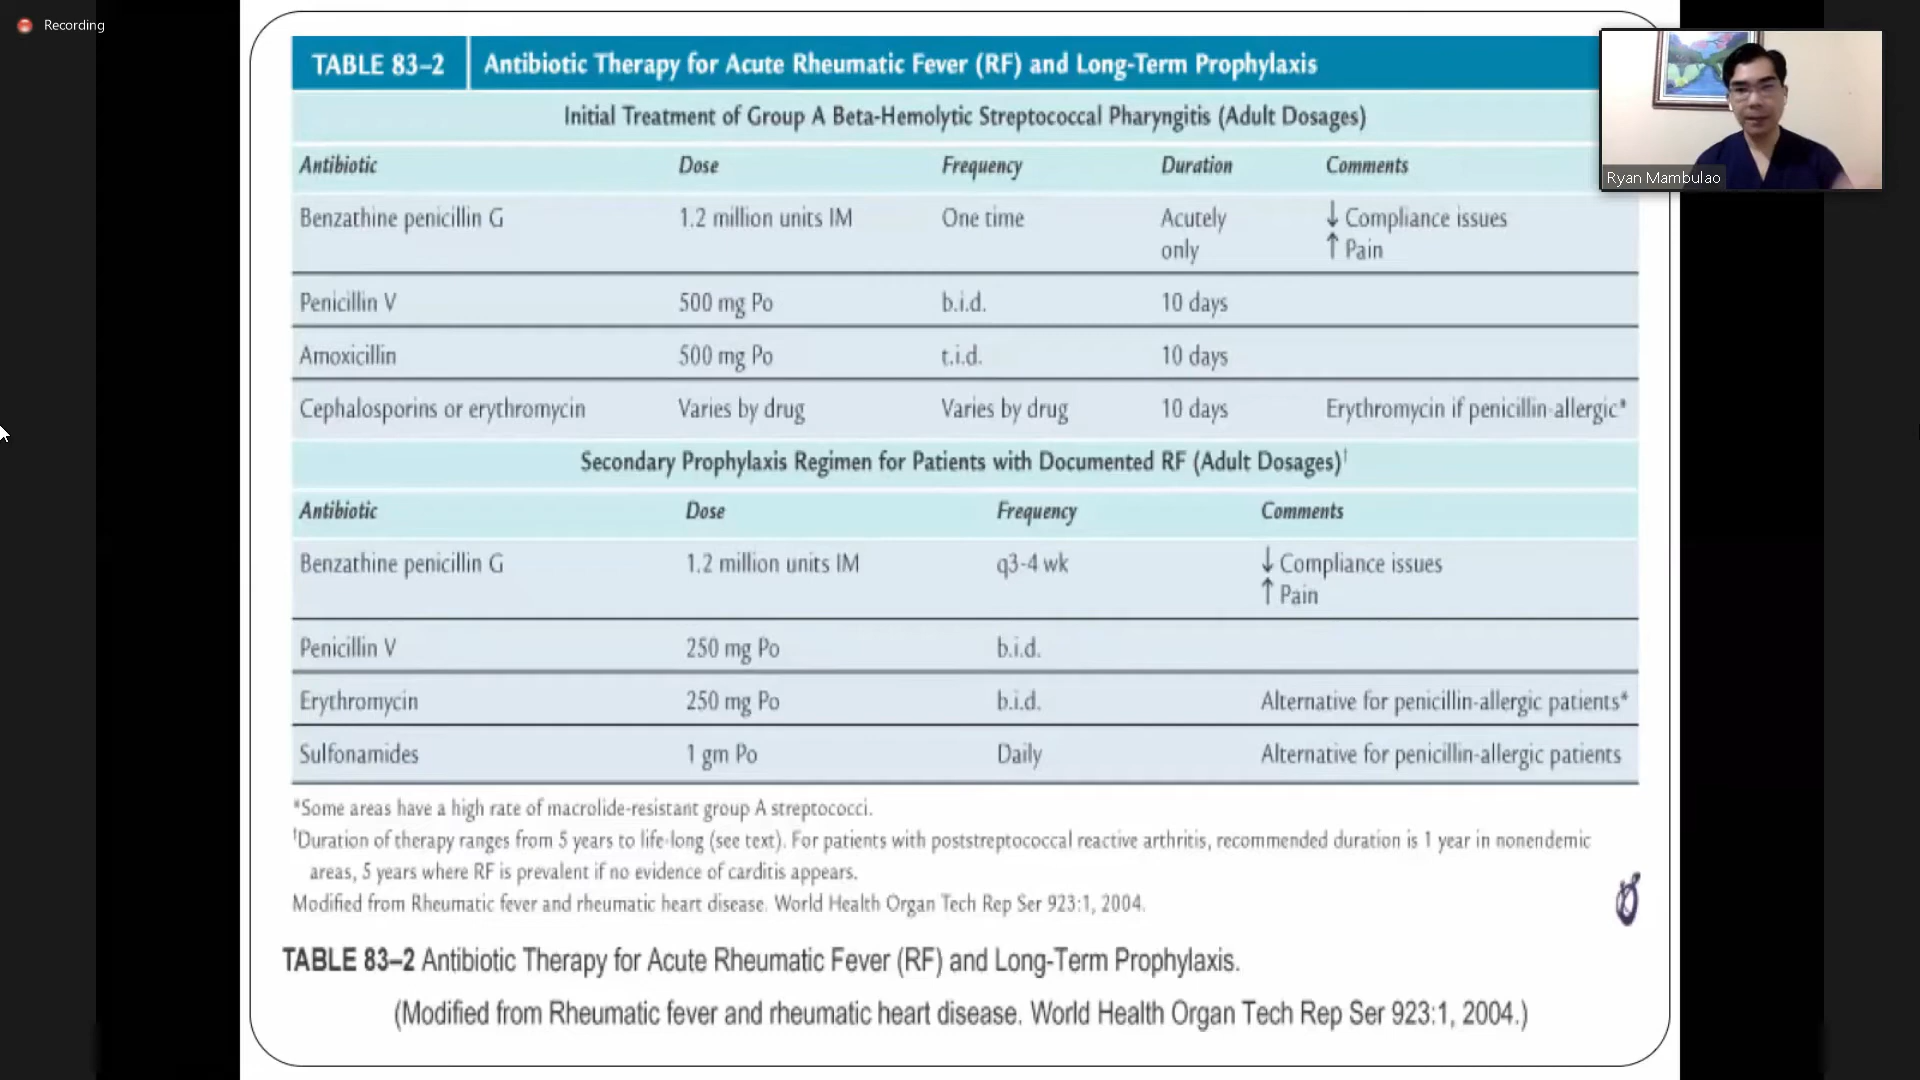 Recording
TABLE 83–2 Antibiotic Therapy for Acute Rheumatic Fever (RF) and Long-Term Prophylaxis
Initial Treatment of Group A Beta-Hemolytic Streptococcal Pharyngitis (Adult Dosages)
Antibiotic Dose Frequency Duration Comments
Ryan Mambulao
Benzathine penicillin G 1.2 million units IM One time Acutely ↓ Compliance issues
only ↑ Pain
Penicillin V 500 mg Po b.i.d. 10 days
Amoxicillin 500 mg Po t.i.d. 10 days
Cephalosporins or erythromycin Varies by drug Varies by drug 10 days Erythromycin if penicillin-allergic*
Secondary Prophylaxis Regimen for Patients with Documented RF (Adult Dosages)†
Antibiotic Dose Frequency Comments
Benzathine penicillin G 1.2 million units IM q3-4 wk ↓ Compliance issues
↑ Pain
Penicillin V 250 mg Po b.i.d.
Erythromycin 250 mg Po b.i.d. Alternative for penicillin-allergic patients*
Sulfonamides 1 gm Po Daily Alternative for penicillin-allergic patients
*Some areas have a high rate of macrolide-resistant group A streptococci.
†Duration of therapy ranges from 5 years to life-long (see text). For patients with poststreptococcal reactive arthritis, recommended duration is 1 year in nonendemic
areas, 5 years where RF is prevalent if no evidence of carditis appears.
Modified from Rheumatic fever and rheumatic heart disease. World Health Organ Tech Rep Ser 923:1, 2004.
TABLE 83–2 Antibiotic Therapy for Acute Rheumatic Fever (RF) and Long-Term Prophylaxis.
(Modified from Rheumatic fever and rheumatic heart disease. World Health Organ Tech Rep Ser 923:1, 2004.)